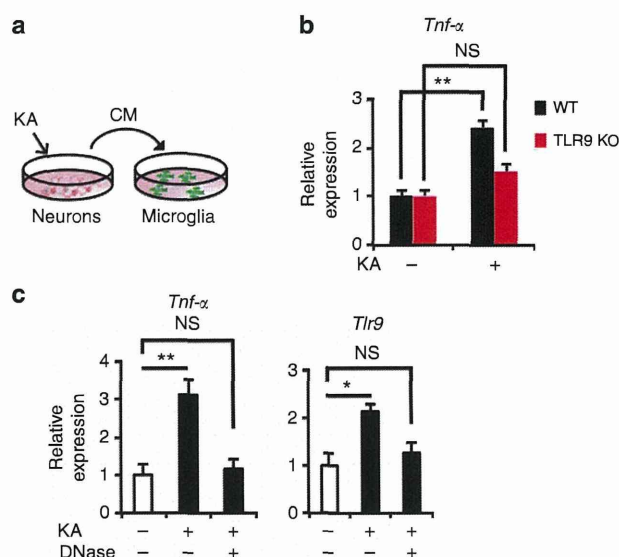 a
KA
CM
Neurons
Microglia
b
Tnf-α
NS
**
3
2
1
0
Relative
expression
WT
TLR9 KO
KA − +
c
Tnf-α
NS
**
4
3
2
1
0
Relative
expression
KA − + +
DNase − − +
Tlr9
NS
*
3
2
1
0
− + +
− − +